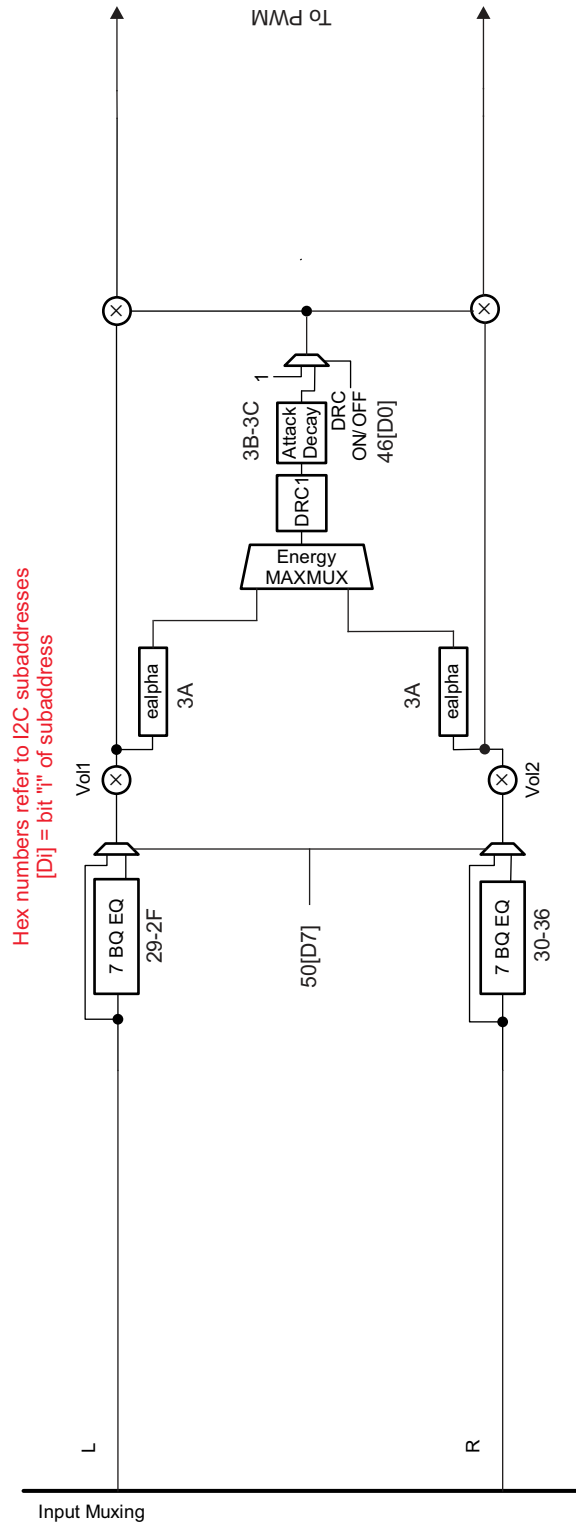 Hex numbers refer to I2C subaddresses
[Di] = bit "i" of subaddress
Input Muxing
L
7 BQ EQ
29-2F
Vol1
ealpha
3A
50[D7]
Energy
MAXMUX
DRC1
Attack
Decay
3B-3C
1
DRC
ON/ OFF
46[D0]
To PWM
R
7 BQ EQ
30-36
Vol2
ealpha
3A